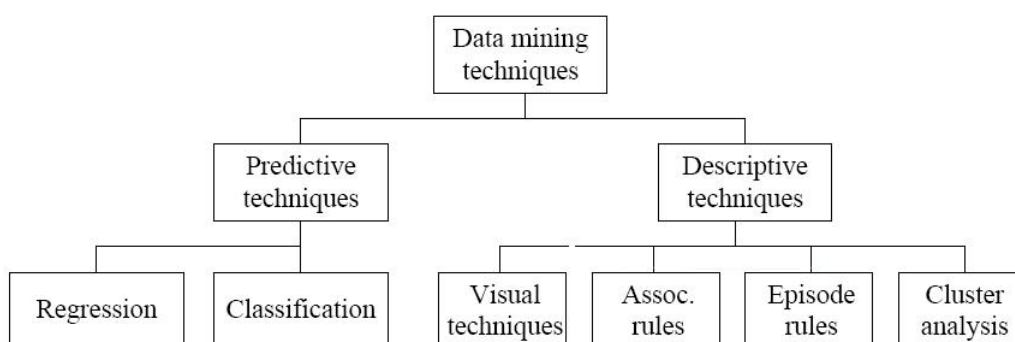 Data mining
techniques
Predictive
techniques
Descriptive
techniques
Regression
Classification
Visual
techniques
Assoc.
rules
Episode
rules
Cluster
analysis